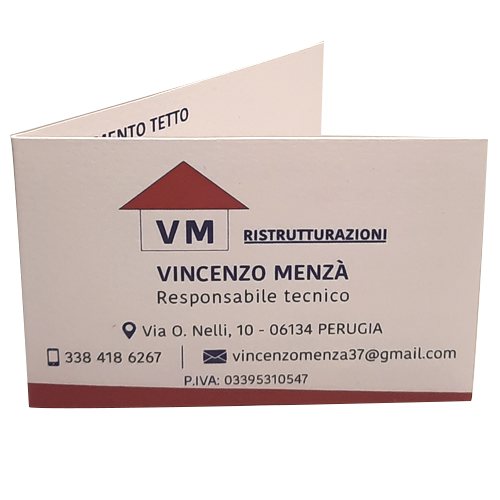 MENTO TETTO
VM RISTRUTTURAZIONI
VINCENZO MENZÀ
Responsabile tecnico
Via O. Nelli, 10 - 06134 PERUGIA
338 418 6267 | vincenzomenza37@gmail.com
P.IVA: 03395310547